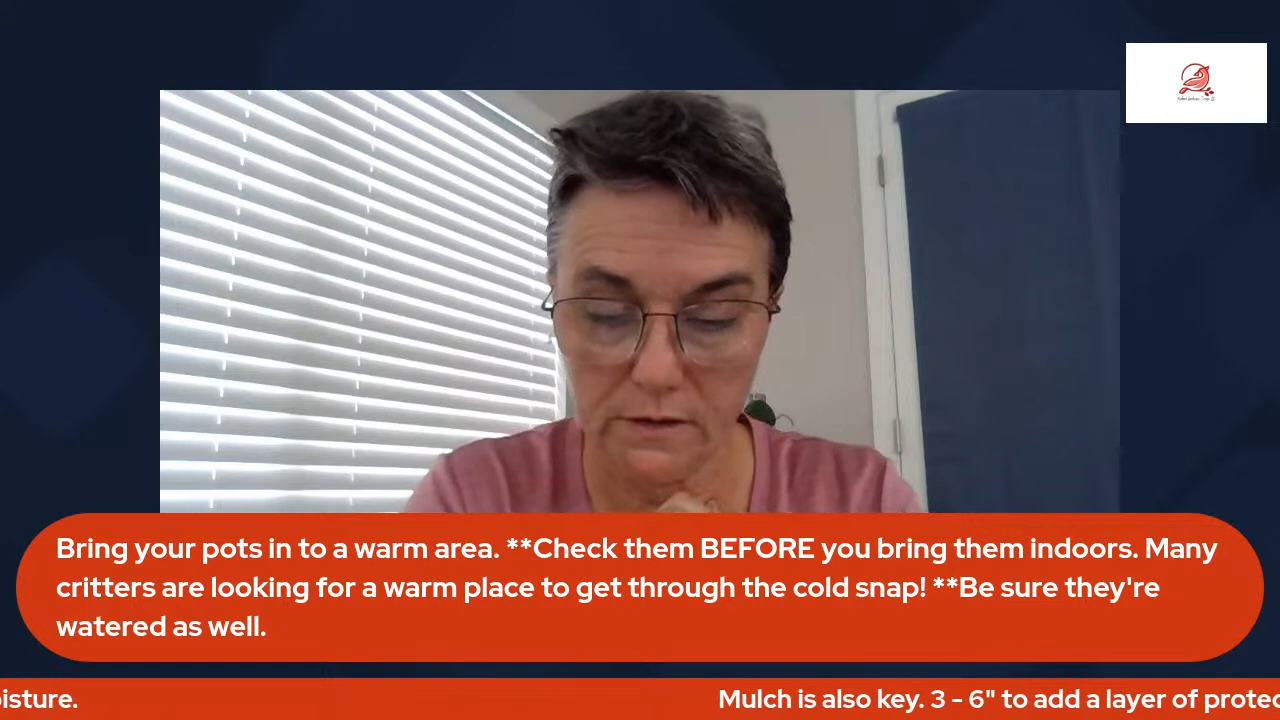 Bring your pots in to a warm area. **Check them BEFORE you bring them indoors. Many
critters are looking for a warm place to get through the cold snap! **Be sure they're
watered as well.
isture. Mulch is also key. 3 - 6" to add a layer of protec